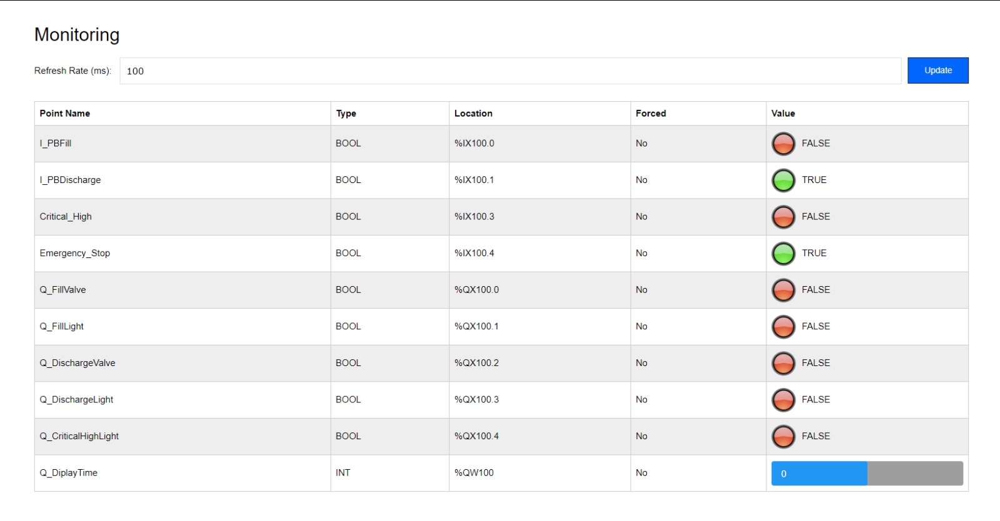 Monitoring
Refresh Rate (ms): 100 Update
Point Name Type Location Forced Value
I_PBFill BOOL %IX100.0 No FALSE
I_PBDischarge BOOL %IX100.1 No TRUE
Critical_High BOOL %IX100.3 No FALSE
Emergency_Stop BOOL %IX100.4 No TRUE
Q_FillValve BOOL %QX100.0 No FALSE
Q_FillLight BOOL %QX100.1 No FALSE
Q_DischargeValve BOOL %QX100.2 No FALSE
Q_DischargeLight BOOL %QX100.3 No FALSE
Q_CriticalHighLight BOOL %QX100.4 No FALSE
Q_DiplayTime INT %QW100 No 0